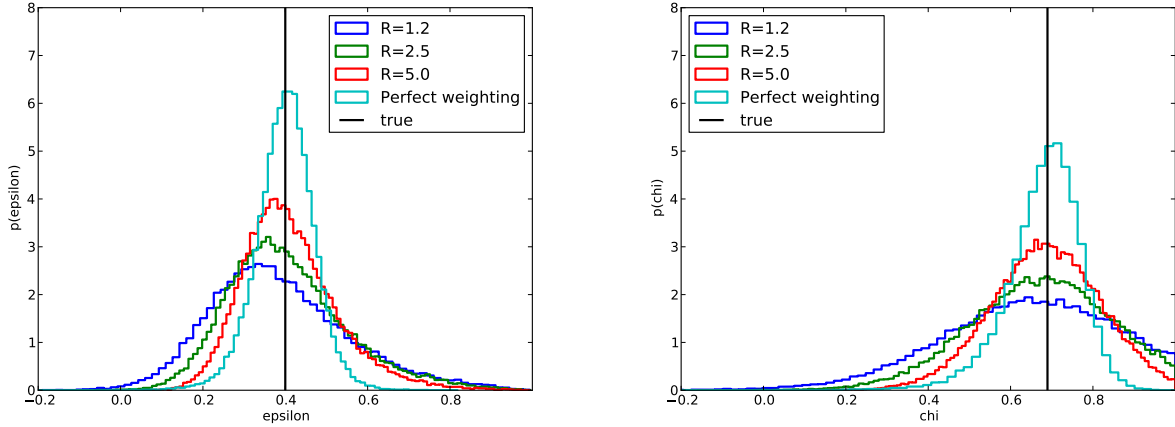 8
7
6
5
4
3
2
1
0
p(epsilon)
−0.2
0.0
0.2
0.4
0.6
0.8
epsilon
R=1.2
R=2.5
R=5.0
Perfect weighting
true
8
7
6
5
4
3
2
1
0
p(chi)
−0.2
0.0
0.2
0.4
0.6
0.8
chi
R=1.2
R=2.5
R=5.0
Perfect weighting
true